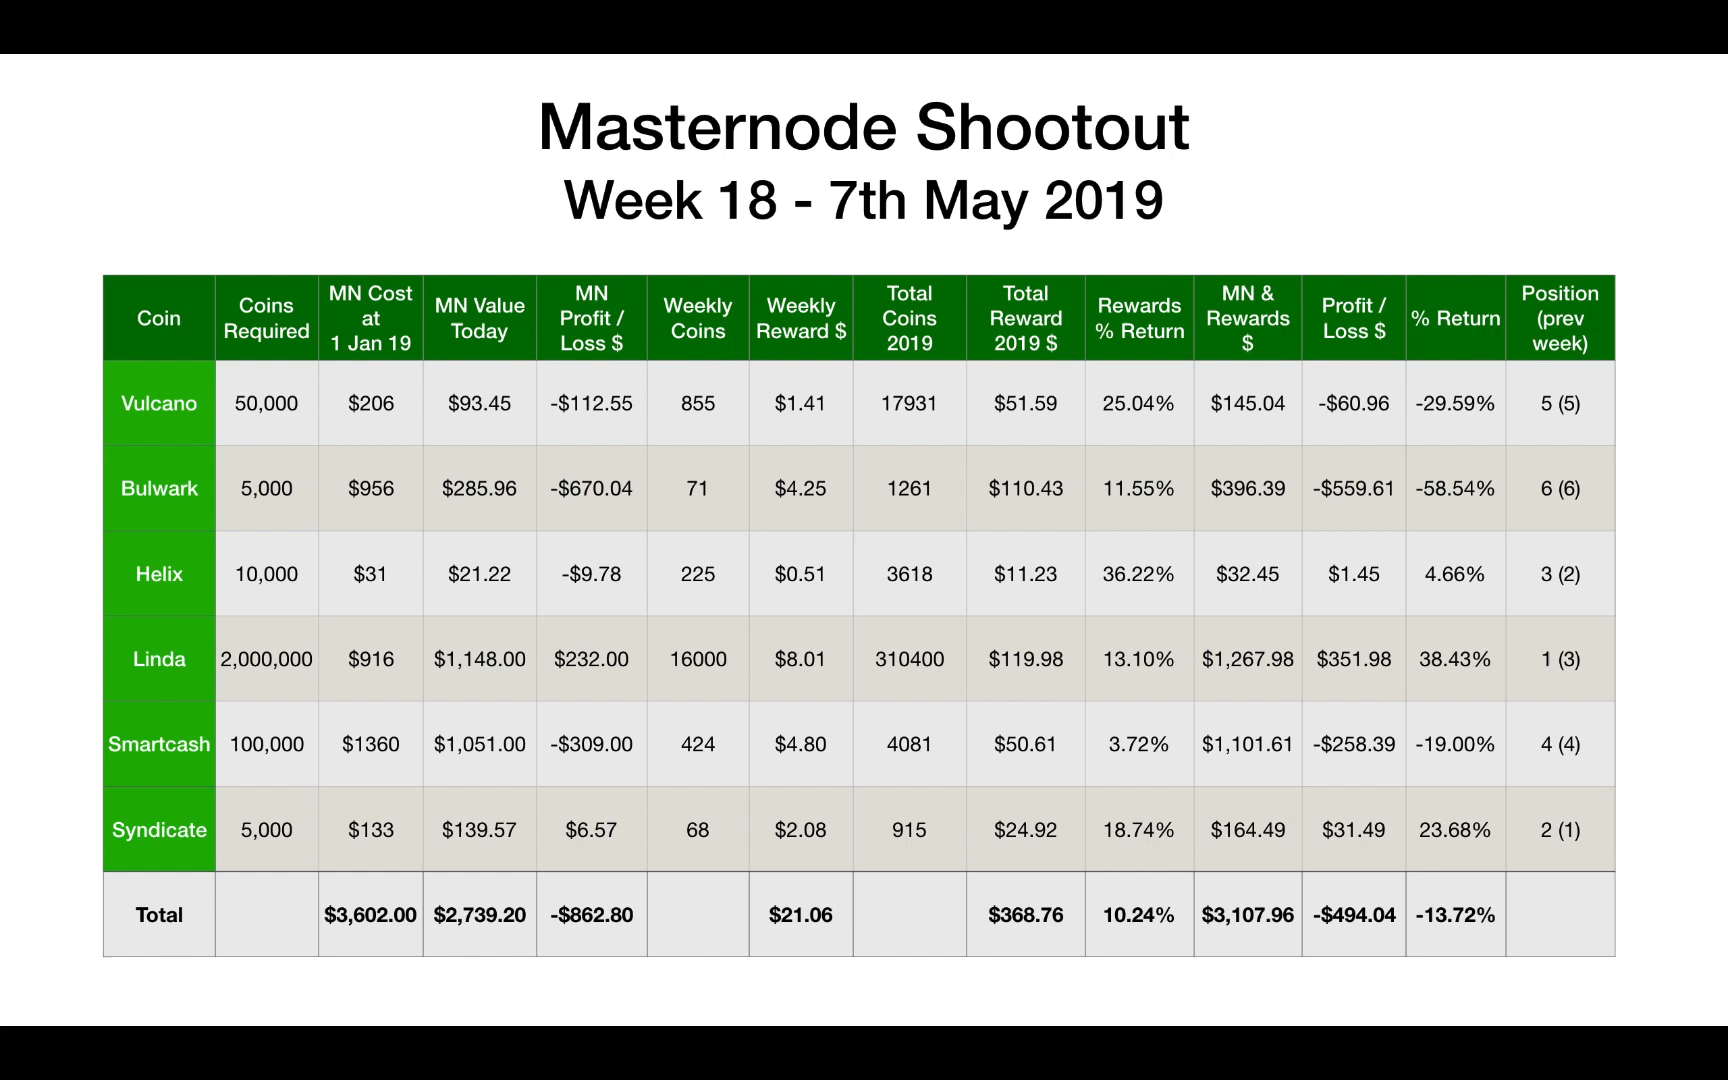 Masternode Shootout
Week 18 - 7th May 2019
Coin
Coins
Required
MN Cost
at
1 Jan 19
MN Value
Today
MN
Profit /
Loss $
Weekly
Coins
Weekly
Reward $
Total
Coins
2019
Total
Reward
2019 $
Rewards
% Return
MN &
Rewards
$
Profit /
Loss $
% Return
Position
(prev
week)
Vulcano 50,000 $206 $93.45 -$112.55 855 $1.41 17931 $51.59 25.04% $145.04 -$60.96 -29.59% 5 (5)
Bulwark 5,000 $956 $285.96 -$670.04 71 $4.25 1261 $110.43 11.55% $396.39 -$559.61 -58.54% 6 (6)
Helix 10,000 $31 $21.22 -$9.78 225 $0.51 3618 $11.23 36.22% $32.45 $1.45 4.66% 3 (2)
Linda 2,000,000 $916 $1,148.00 $232.00 16000 $8.01 310400 $119.98 13.10% $1,267.98 $351.98 38.43% 1 (3)
Smartcash 100,000 $1360 $1,051.00 -$309.00 424 $4.80 4081 $50.61 3.72% $1,101.61 -$258.39 -19.00% 4 (4)
Syndicate 5,000 $133 $139.57 $6.57 68 $2.08 915 $24.92 18.74% $164.49 $31.49 23.68% 2 (1)
Total $3,602.00 $2,739.20 -$862.80 $21.06 $368.76 10.24% $3,107.96 -$494.04 -13.72%